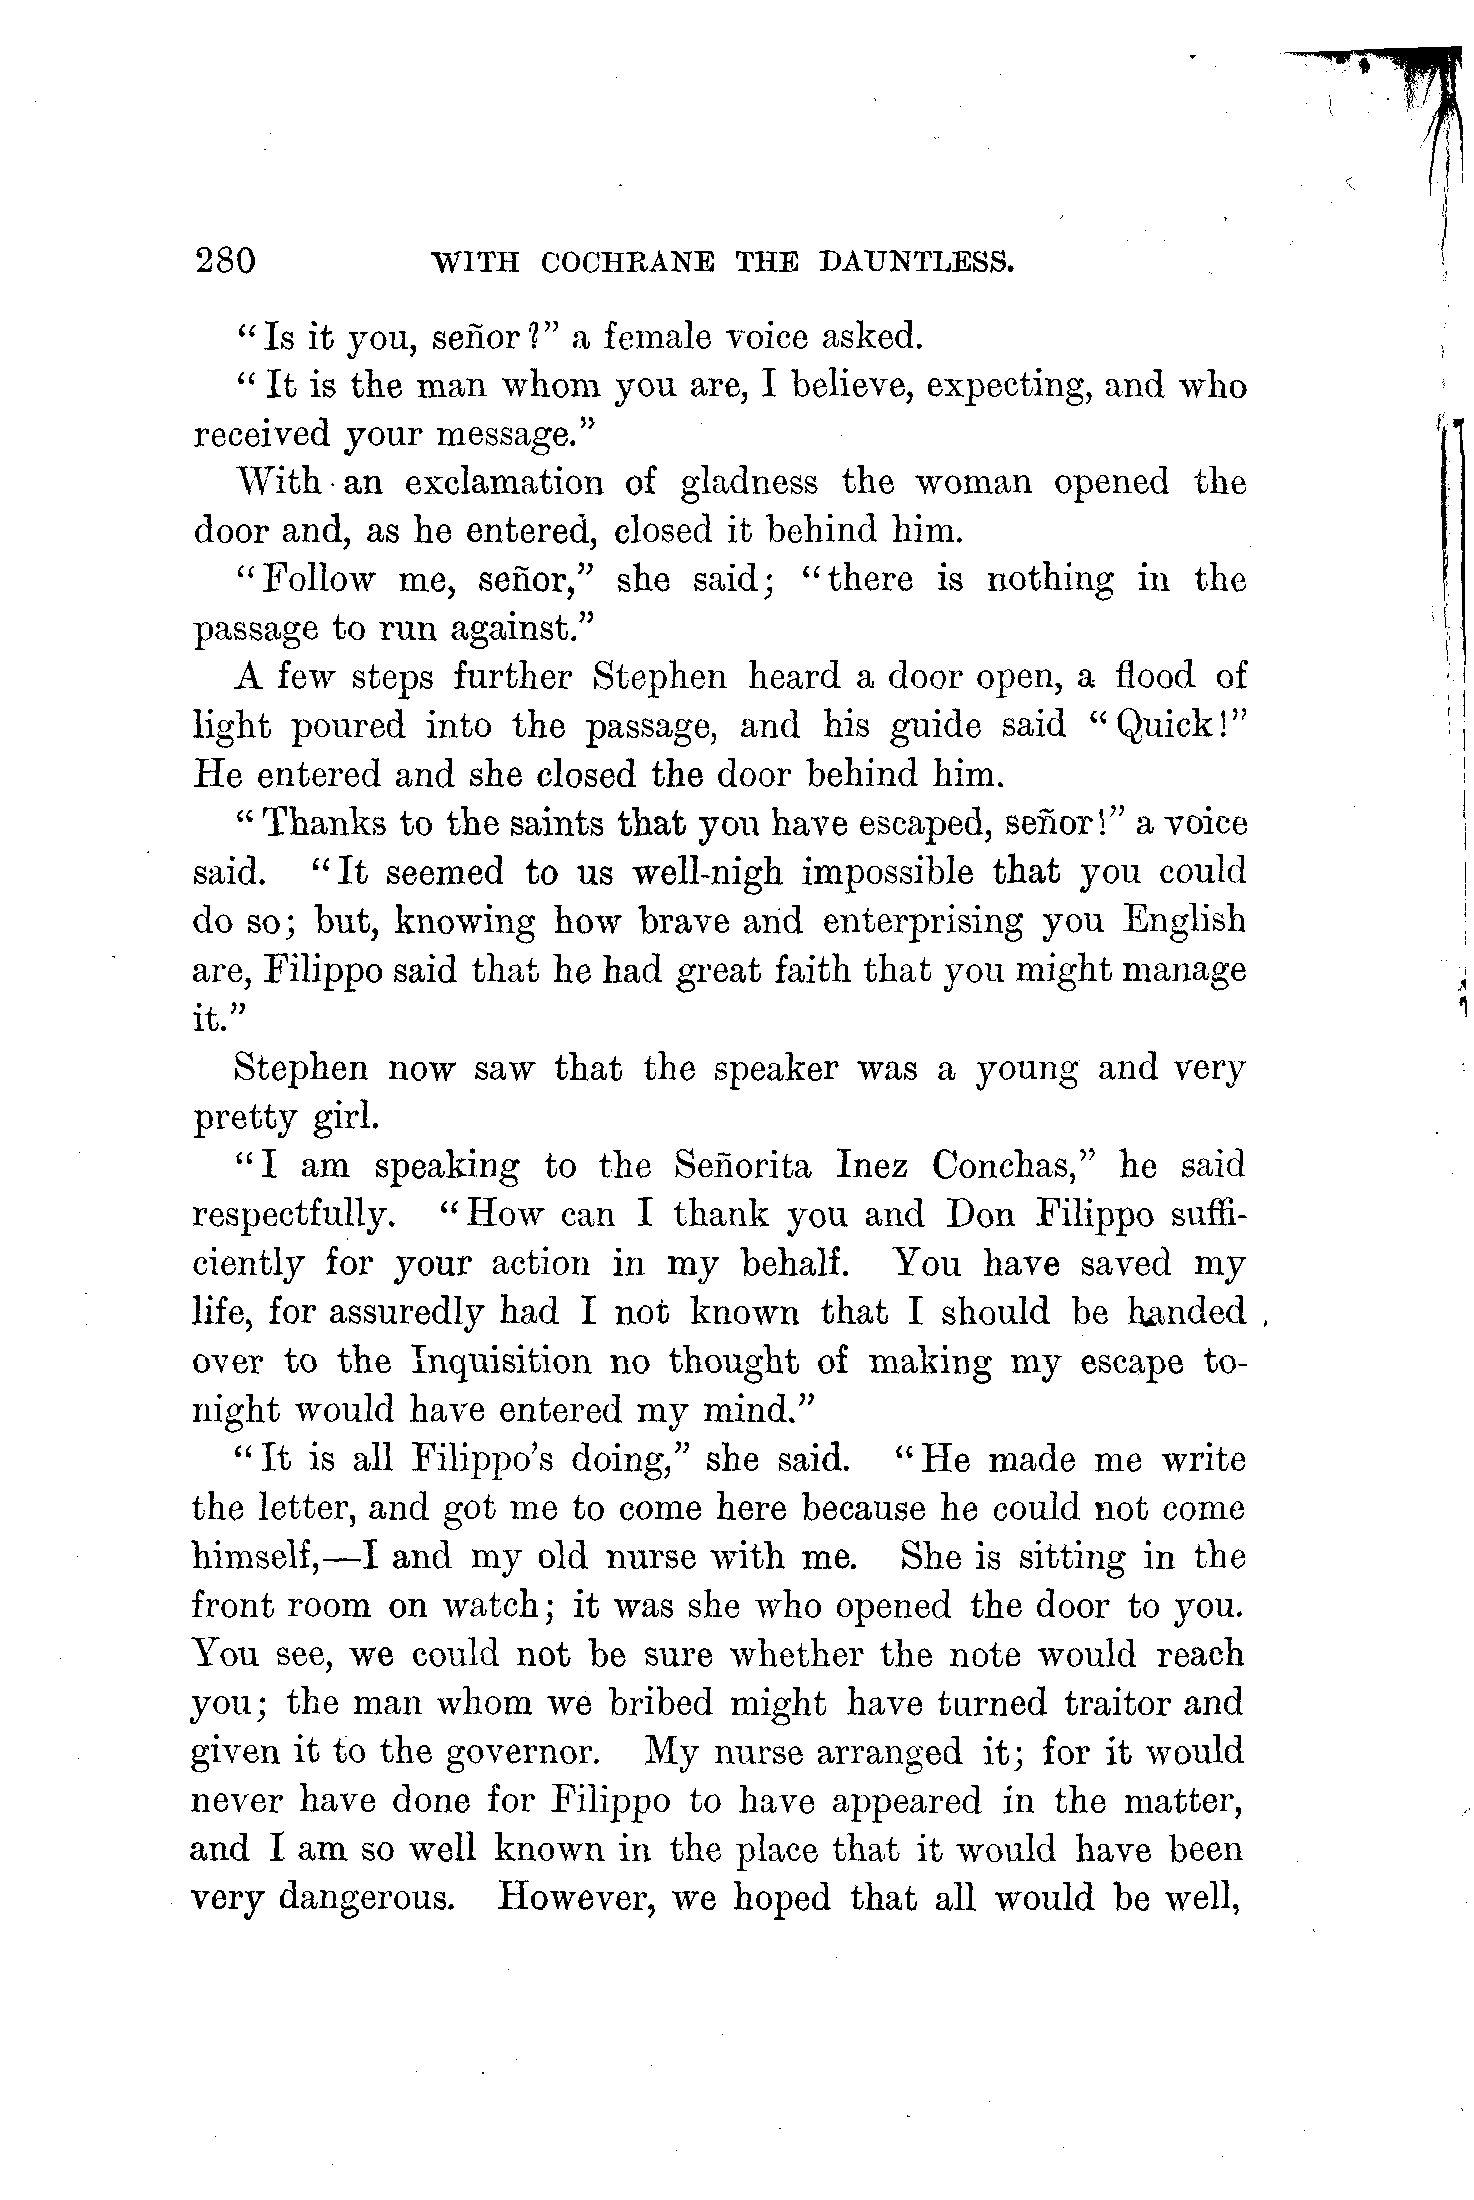 280 WITH COCHRANE THE DAUNTLESS.
“Is it you, señor?” a female voice asked.
“It is the man whom you are, I believe, expecting, and who
received your message.”
With an exclamation of gladness the woman opened the
door and, as he entered, closed it behind him.
“Follow me, señor,” she said; “there is nothing in the
passage to run against.”
A few steps further Stephen heard a door open, a flood of
light poured into the passage, and his guide said “Quick!”
He entered and she closed the door behind him.
“Thanks to the saints that you have escaped, señor!” a voice
said. “It seemed to us well-nigh impossible that you could
do so; but, knowing how brave and enterprising you English
are, Filippo said that he had great faith that you might manage
it.”
Stephen now saw that the speaker was a young and very
pretty girl.
“I am speaking to the Señorita Inez Conchas,” he said
respectfully. “How can I thank you and Don Filippo suffi-
ciently for your action in my behalf. You have saved my
life, for assuredly had I not known that I should be handed
over to the Inquisition no thought of making my escape to-
night would have entered my mind.”
“It is all Filippo’s doing,” she said. “He made me write
the letter, and got me to come here because he could not come
himself,—I and my old nurse with me. She is sitting in the
front room on watch; it was she who opened the door to you.
You see, we could not be sure whether the note would reach
you; the man whom we bribed might have turned traitor and
given it to the governor. My nurse arranged it; for it would
never have done for Filippo to have appeared in the matter,
and I am so well known in the place that it would have been
very dangerous. However, we hoped that all would be well,